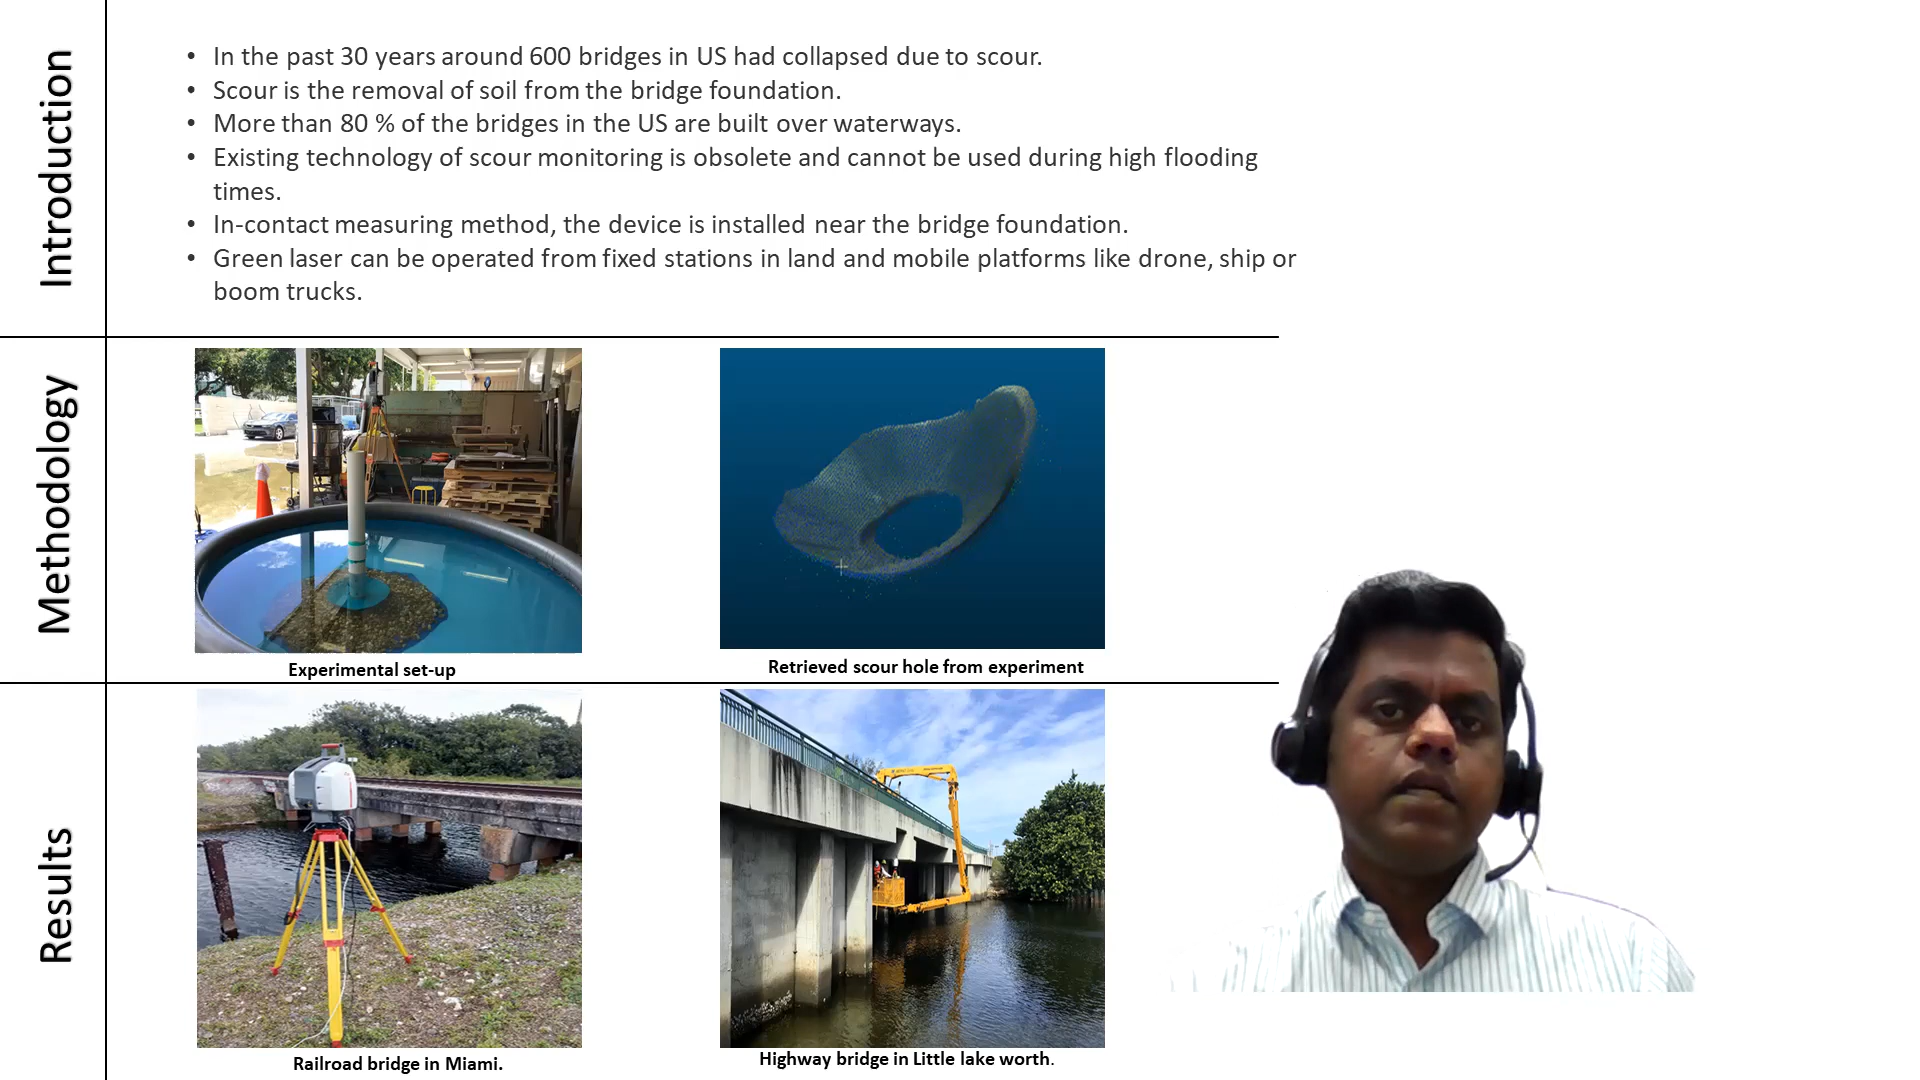 Introduction
• In the past 30 years around 600 bridges in US had collapsed due to scour.
• Scour is the removal of soil from the bridge foundation.
• More than 80 % of the bridges in the US are built over waterways.
• Existing technology of scour monitoring is obsolete and cannot be used during high flooding
times.
• In-contact measuring method, the device is installed near the bridge foundation.
• Green laser can be operated from fixed stations in land and mobile platforms like drone, ship or
boom trucks.
Methodology
Experimental set-up
Retrieved scour hole from experiment
Results
Railroad bridge in Miami.
Highway bridge in Little lake worth.